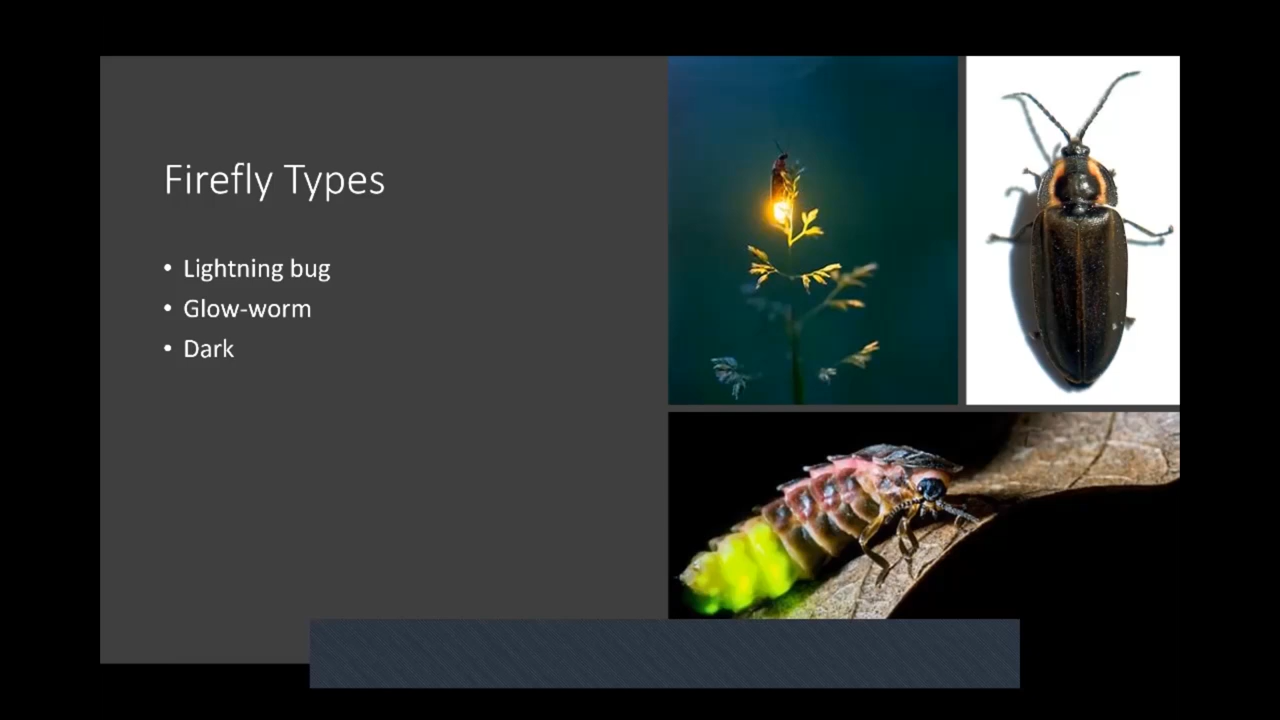 Firefly Types
• Lightning bug
• Glow-worm
• Dark